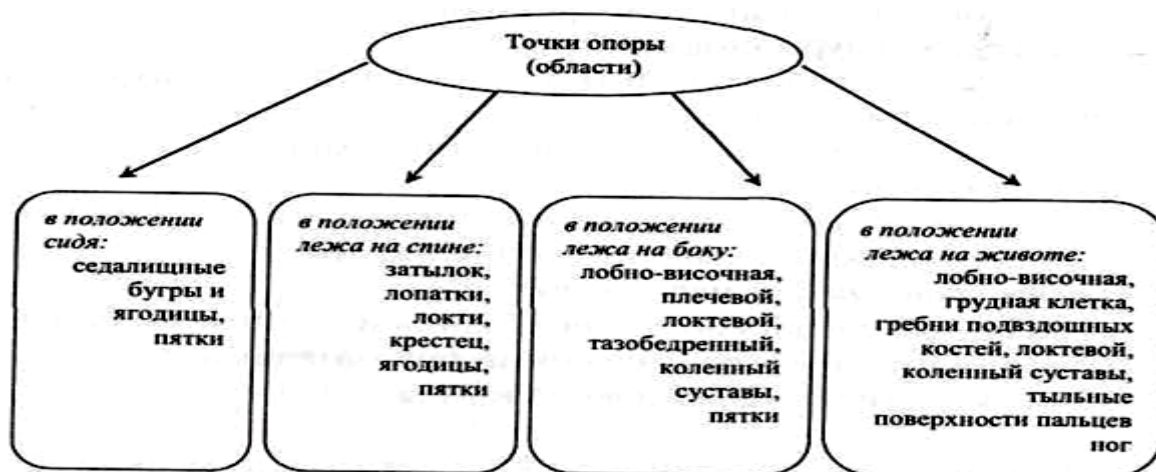 Точки опоры
(области)
в положении
сидя:
седалищные
бугры и
ягодицы,
пятки
в положении
лежа на спине:
затылок,
лопатки,
локти,
крестец,
ягодицы,
пятки
в положении
лежа на боку:
лобно-височная,
плечевой,
локтевой,
тазобедренный,
коленный
суставы,
пятки
в положении
лежа на животе:
лобно-височная,
грудная клетка,
гребни подвздошных
костей, локтевой,
коленный суставы,
тыльные
поверхности пальцев
ног